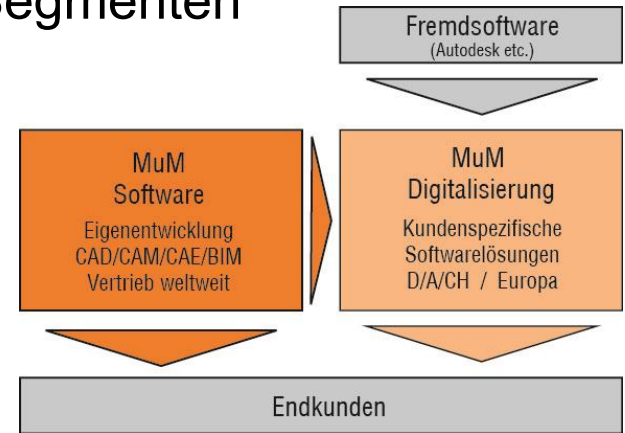 Segmenten
Fremdsoftware
(Autodesk etc.)
MuM
Software
Eigenentwicklung
CAD/CAM/CAE/BIM
Vertrieb weltweit
MuM
Digitalisierung
Kundenspezifische
Softwarelösungen
D/A/CH / Europa
Endkunden